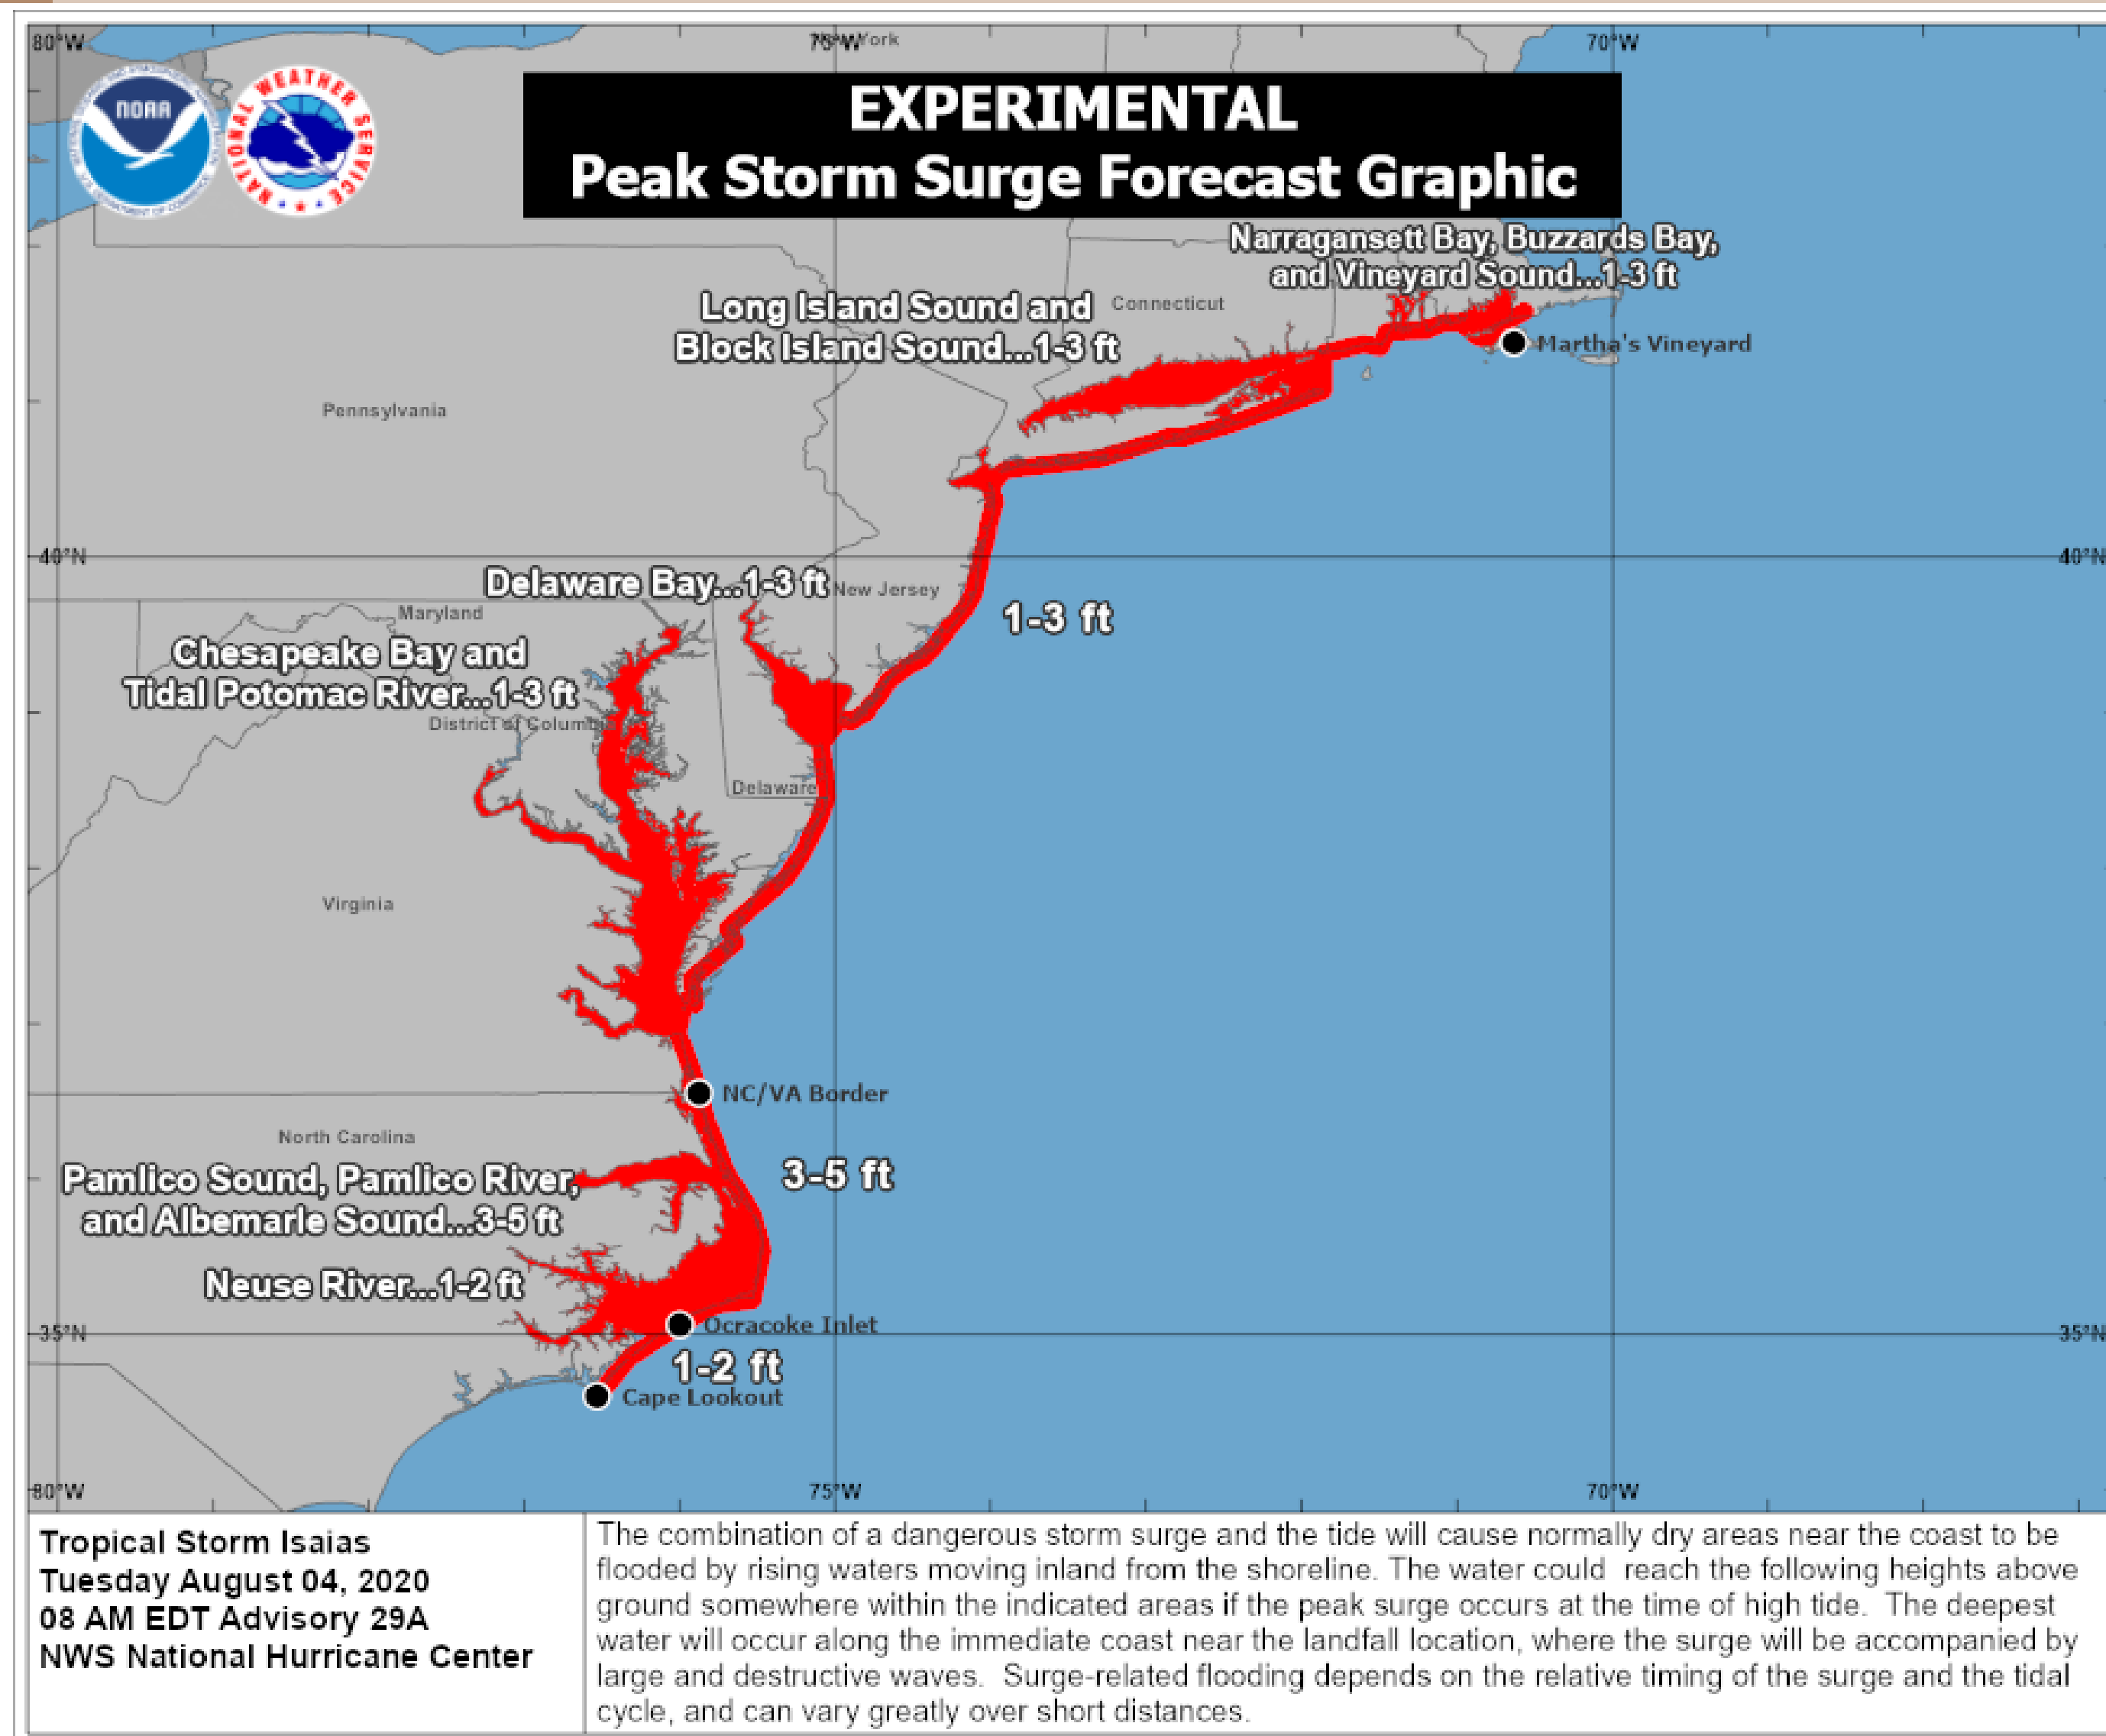 80°W
75°W
70°W
NOAA
NATIONAL WEATHER SERVICE
EXPERIMENTAL
Peak Storm Surge Forecast Graphic
Narragansett Bay, Buzzards Bay,
and Vineyard Sound...1-3 ft
Long Island Sound and
Block Island Sound...1-3 ft
Connecticut
Martha's Vineyard
Pennsylvania
40°N
40°N
Delaware Bay...1-3 ft
New Jersey
Maryland
1-3 ft
Chesapeake Bay and
Tidal Potomac River...1-3 ft
District of Columbia
Delaware
Virginia
NC/VA Border
North Carolina
3-5 ft
Pamlico Sound, Pamlico River,
and Albemarle Sound...3-5 ft
Neuse River...1-2 ft
Ocracoke Inlet
35°N
35°N
1-2 ft
Cape Lookout
80°W
75°W
70°W
Tropical Storm Isaias
Tuesday August 04, 2020
08 AM EDT Advisory 29A
NWS National Hurricane Center
The combination of a dangerous storm surge and the tide will cause normally dry areas near the coast to be
flooded by rising waters moving inland from the shoreline. The water could  reach the following heights above
ground somewhere within the indicated areas if the peak surge occurs at the time of high tide.  The deepest
water will occur along the immediate coast near the landfall location, where the surge will be accompanied by
large and destructive waves.  Surge-related flooding depends on the relative timing of the surge and the tidal
cycle, and can vary greatly over short distances.